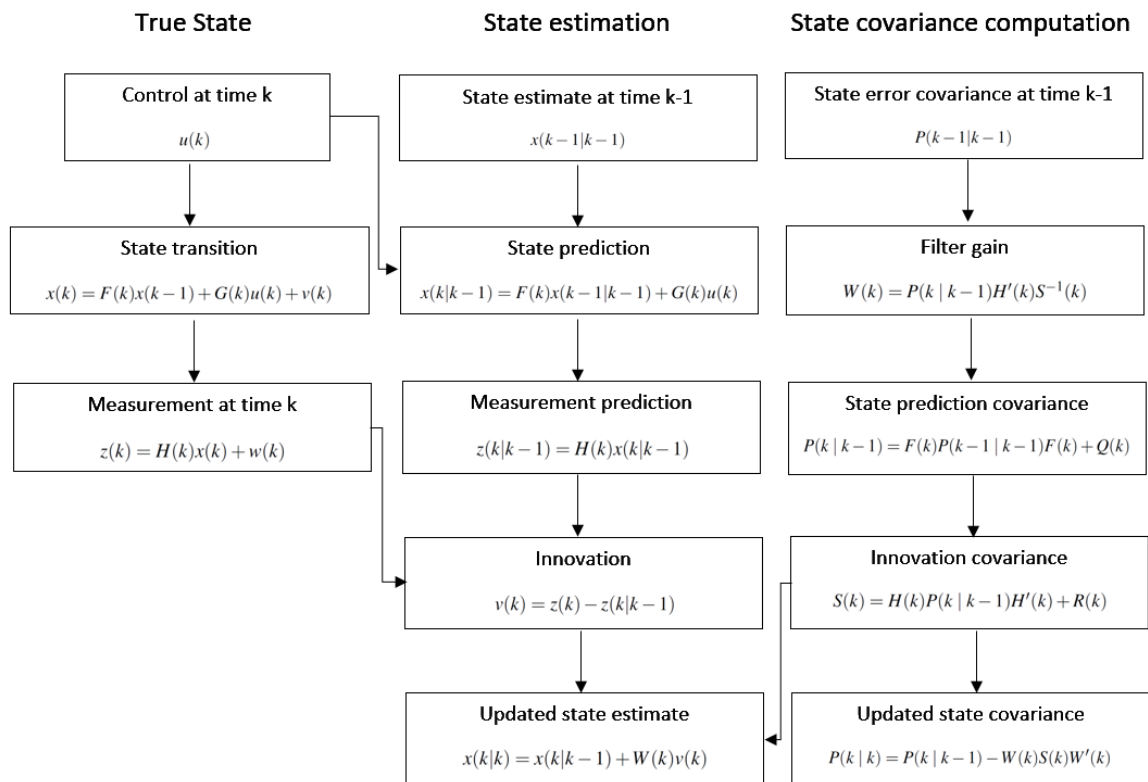 True State
Control at time k
u(k)
State transition
x(k) = F(k)x(k−1)+G(k)u(k)+v(k)
Measurement at time k
z(k) = H(k)x(k)+w(k)
State estimation
State estimate at time k-1
x(k−1|k−1)
State prediction
x(k|k−1) = F(k)x(k−1|k−1)+G(k)u(k)
Measurement prediction
z(k|k−1) = H(k)x(k|k−1)
Innovation
v(k) = z(k)−z(k|k−1)
Updated state estimate
x(k|k) = x(k|k−1)+W(k)v(k)
State covariance computation
State error covariance at time k-1
P(k−1|k−1)
Filter gain
W(k) = P(k | k−1)H′(k)S⁻¹(k)
State prediction covariance
P(k | k−1) = F(k)P(k−1 | k−1)F(k)+Q(k)
Innovation covariance
S(k) = H(k)P(k | k−1)H′(k)+R(k)
Updated state covariance
P(k | k) = P(k | k−1)−W(k)S(k)W′(k)